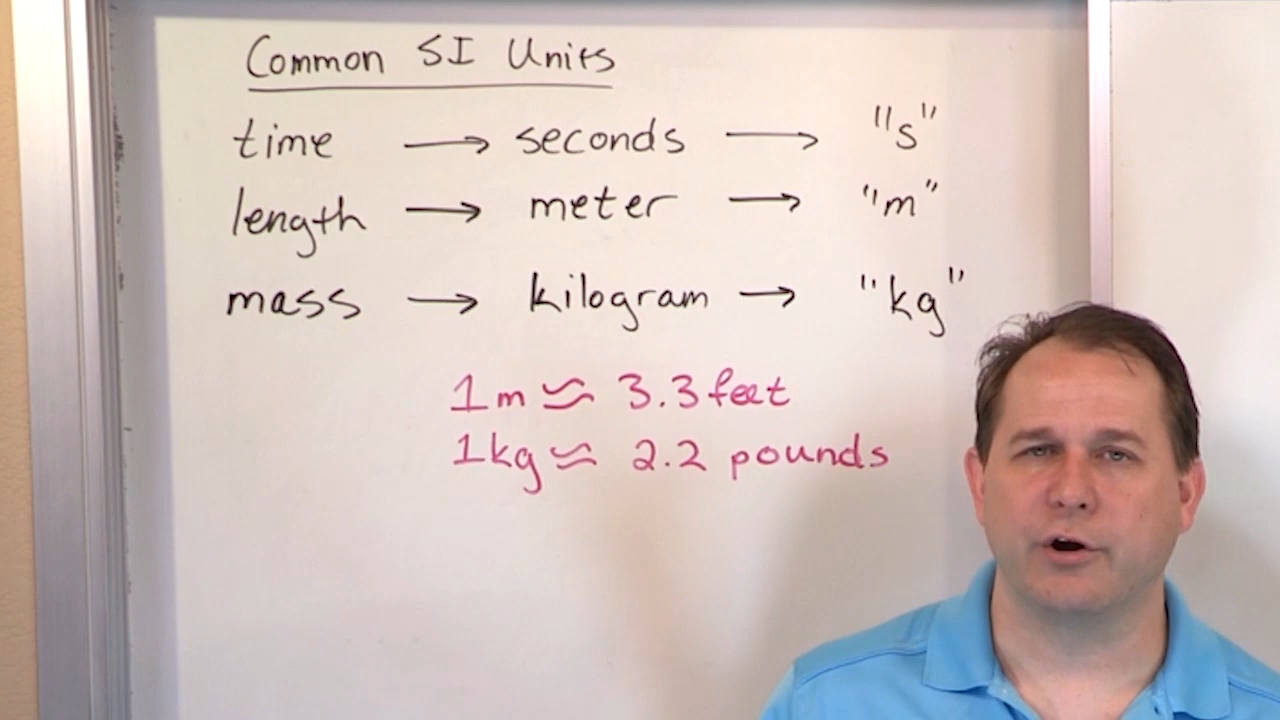 Common SI Units
time → seconds → "s"
length → meter → "m"
mass → kilogram → "kg"
1m ≈ 3.3 feet
1kg ≈ 2.2 pounds